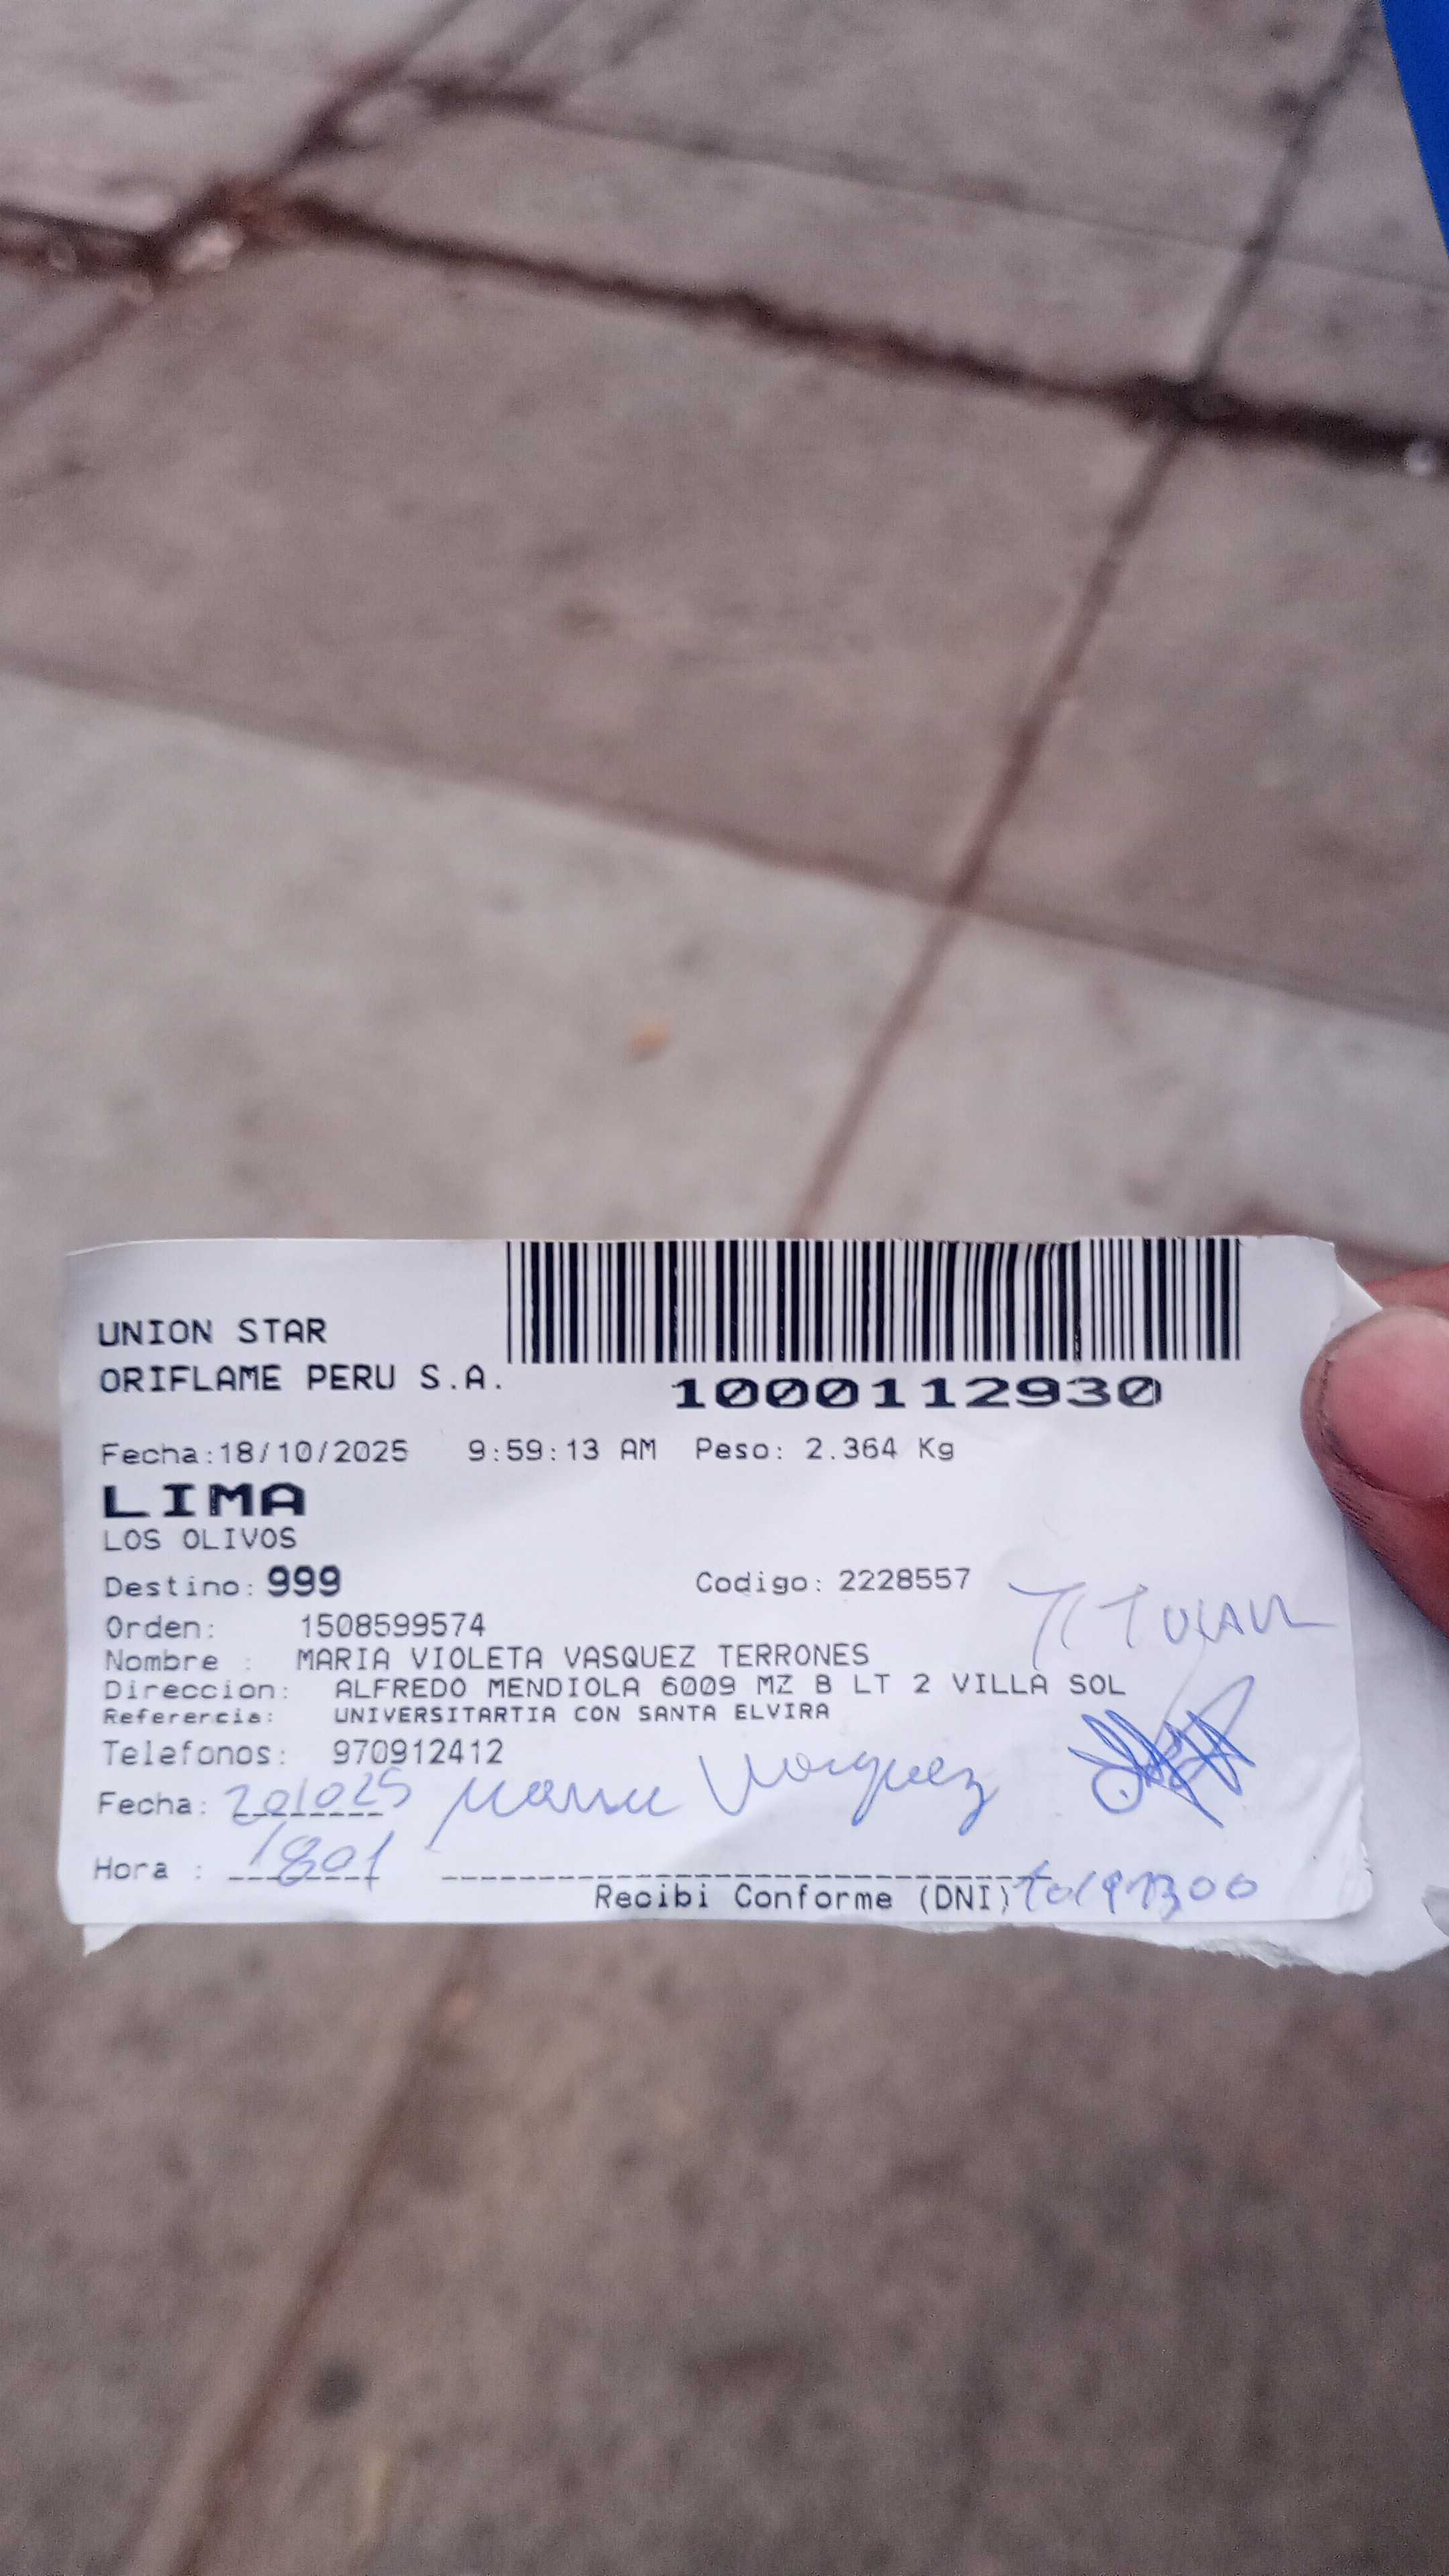 UNION STAR
ORIFLAME PERU S.A.
1000112930
Fecha:18/10/2025 9:59:13 AM Peso: 2.364 Kg
LIMA
LOS OLIVOS
Destino: 999 Codigo: 2228557
TITULAR
Orden: 1508599574
Nombre : MARIA VIOLETA VASQUEZ TERRONES
Direccion: ALFREDO MENDIOLA 6009 MZ B LT 2 VILLA SOL
Referercia: UNIVERSITARTIA CON SANTA ELVIRA
Telefonos: 970912412
Fecha: 201025 Vasquez
Hora : 1801
Recibi Conforme (DNI)